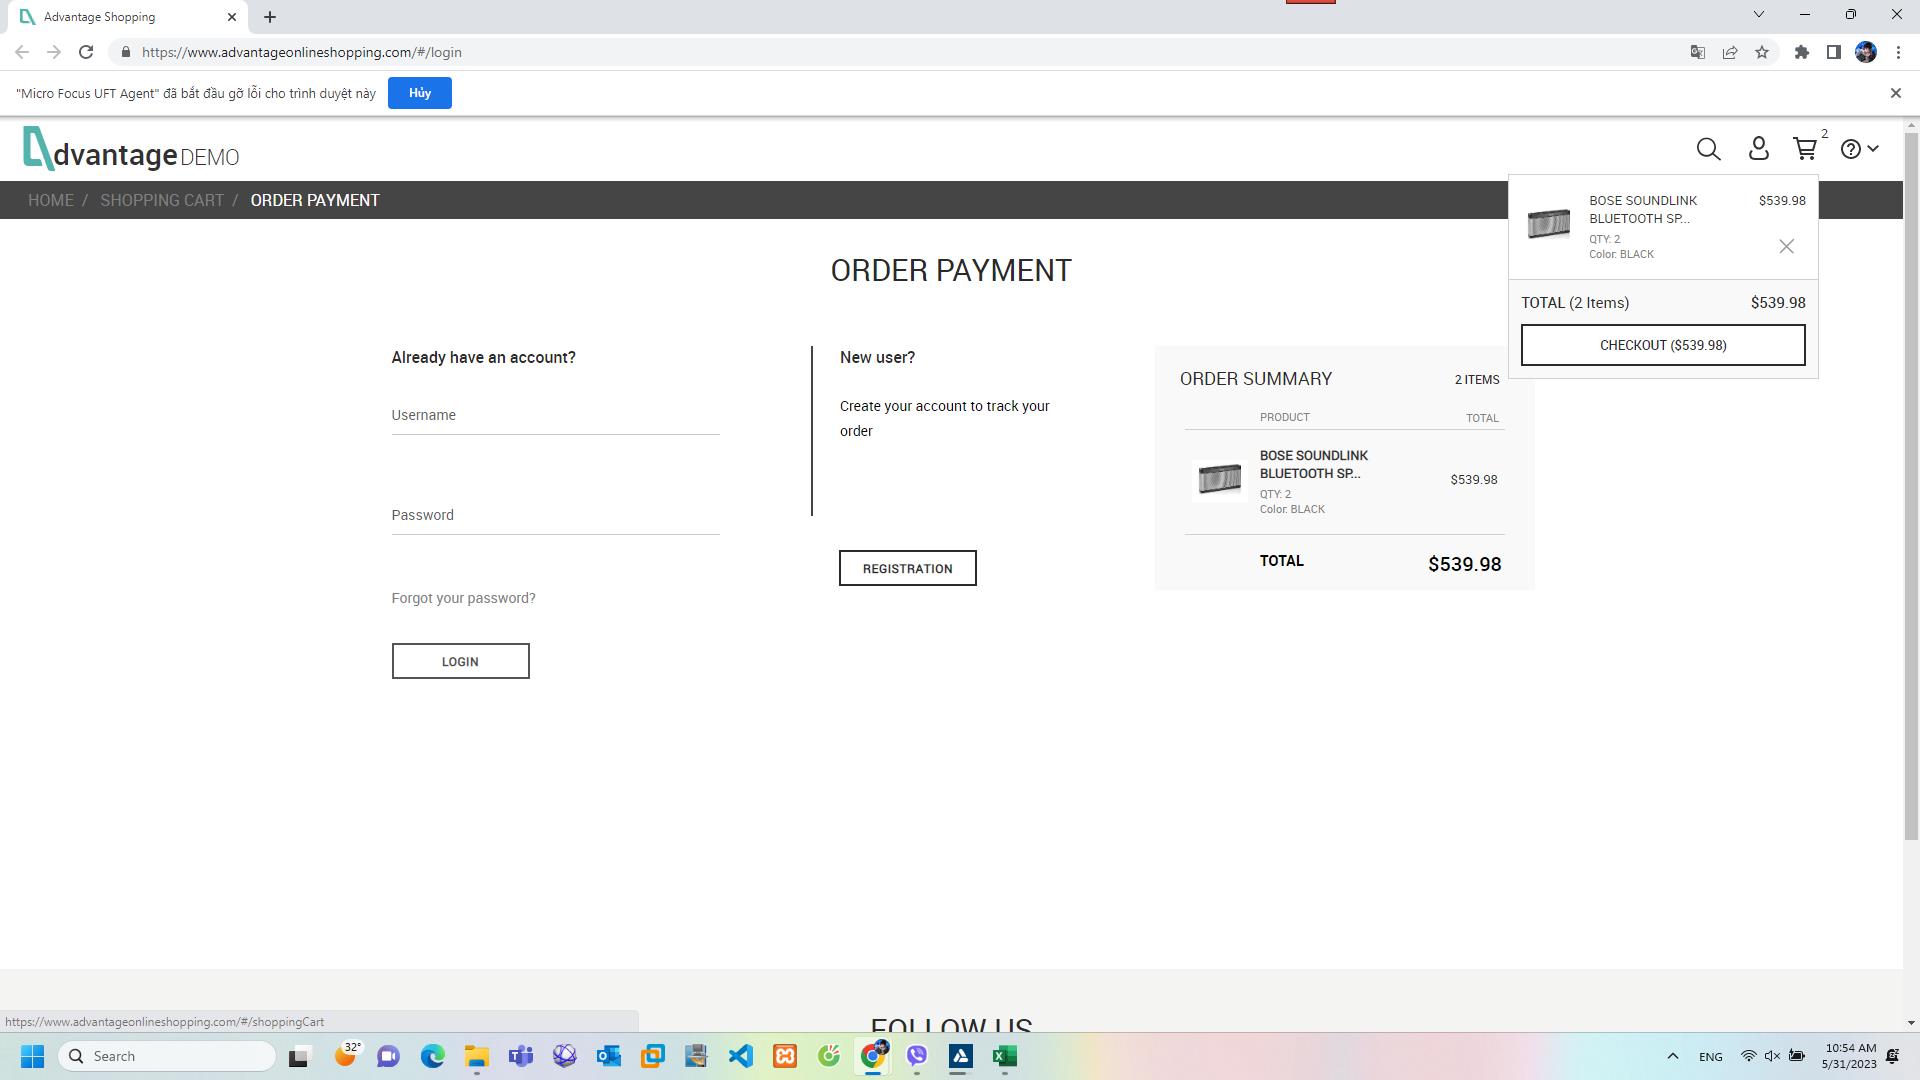 Advantage Shopping
https://www.advantageonlineshopping.com/#/login
"Micro Focus UFT Agent" đã bắt đầu gỡ lỗi cho trình duyệt này
Hủy
dvantage DEMO
2
HOME / SHOPPING CART / ORDER PAYMENT
BOSE SOUNDLINK
BLUETOOTH SP...
$539.98
QTY: 2
Color: BLACK
TOTAL (2 Items) $539.98
CHECKOUT ($539.98)
ORDER PAYMENT
Already have an account?
Username
Password
Forgot your password?
LOGIN
New user?
Create your account to track your
order
REGISTRATION
ORDER SUMMARY 2 ITEMS
PRODUCT TOTAL
BOSE SOUNDLINK
BLUETOOTH SP...
$539.98
QTY: 2
Color: BLACK
TOTAL $539.98
FOLLOW US
https://www.advantageonlineshopping.com/#/shoppingCart
Search
32°
ENG
10:54 AM
5/31/2023